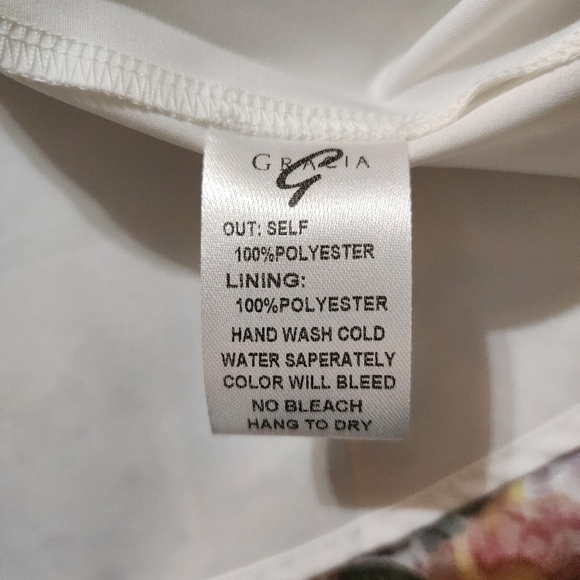 GRAZIA
G
OUT: SELF
100%POLYESTER
LINING:
100%POLYESTER
HAND WASH COLD
WATER SAPERATELY
COLOR WILL BLEED
NO BLEACH
HANG TO DRY